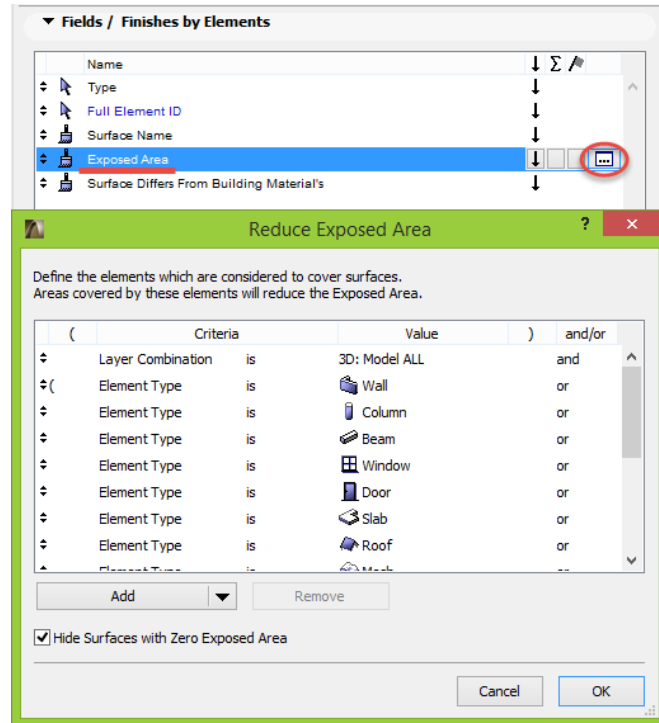 ▼ Fields / Finishes by Elements
Name ↓ Σ
Type ↓
Full Element ID ↓
Surface Name ↓
Exposed Area ↓ ...
Surface Differs From Building Material's ↓
Reduce Exposed Area ? ×
Define the elements which are considered to cover surfaces.
Areas covered by these elements will reduce the Exposed Area.
( Criteria Value ) and/or
Layer Combination is 3D: Model ALL and
( Element Type is Wall or
Element Type is Column or
Element Type is Beam or
Element Type is Window or
Element Type is Door or
Element Type is Slab or
Element Type is Roof or
Add Remove
Hide Surfaces with Zero Exposed Area
Cancel OK